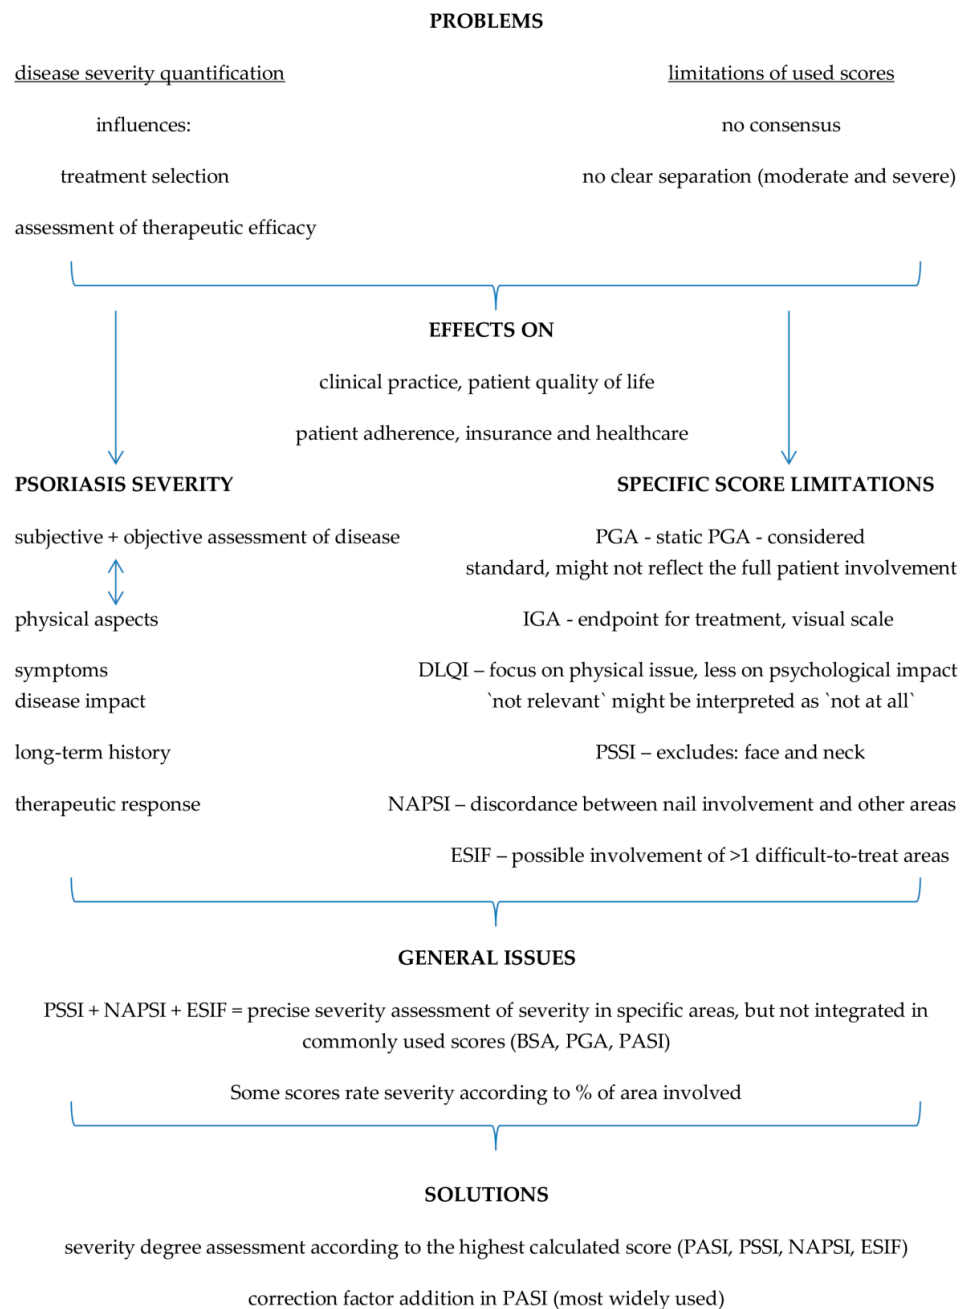 PROBLEMS
disease severity quantification
influences:
treatment selection
assessment of therapeutic efficacy
limitations of used scores
no consensus
no clear separation (moderate and severe)
EFFECTS ON
clinical practice, patient quality of life
patient adherence, insurance and healthcare
PSORIASIS SEVERITY
subjective + objective assessment of disease
physical aspects
symptoms
disease impact
long-term history
therapeutic response
SPECIFIC SCORE LIMITATIONS
PGA - static PGA - considered
standard, might not reflect the full patient involvement
IGA - endpoint for treatment, visual scale
DLQI – focus on physical issue, less on psychological impact
`not relevant` might be interpreted as `not at all`
PSSI – excludes: face and neck
NAPSI – discordance between nail involvement and other areas
ESIF – possible involvement of >1 difficult-to-treat areas
GENERAL ISSUES
PSSI + NAPSI + ESIF = precise severity assessment of severity in specific areas, but not integrated in
commonly used scores (BSA, PGA, PASI)
Some scores rate severity according to % of area involved
SOLUTIONS
severity degree assessment according to the highest calculated score (PASI, PSSI, NAPSI, ESIF)
correction factor addition in PASI (most widely used)